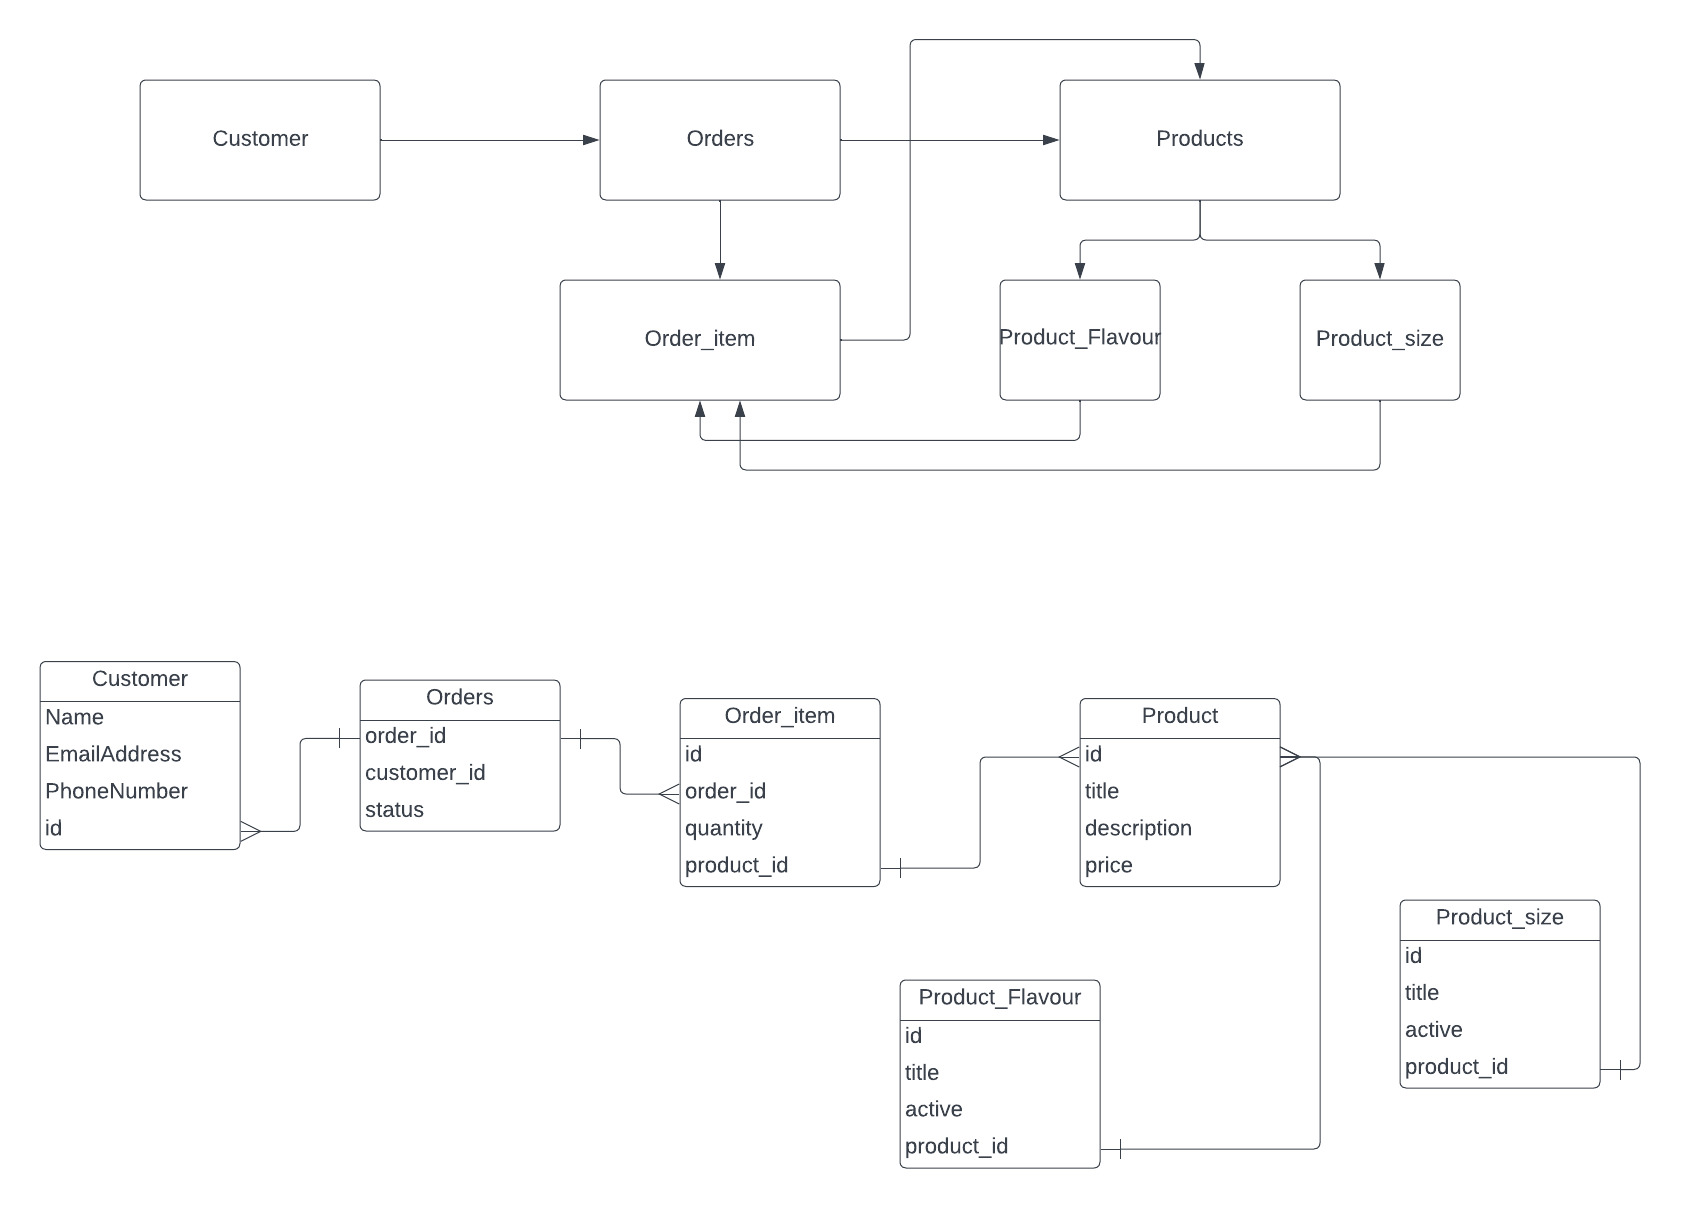 Customer
Orders
Products
Order_item
Product_Flavour
Product_size
Customer
Name
EmailAddress
PhoneNumber
id
Orders
order_id
customer_id
status
Order_item
id
order_id
quantity
product_id
Product
id
title
description
price
Product_size
id
title
active
product_id
Product_Flavour
id
title
active
product_id